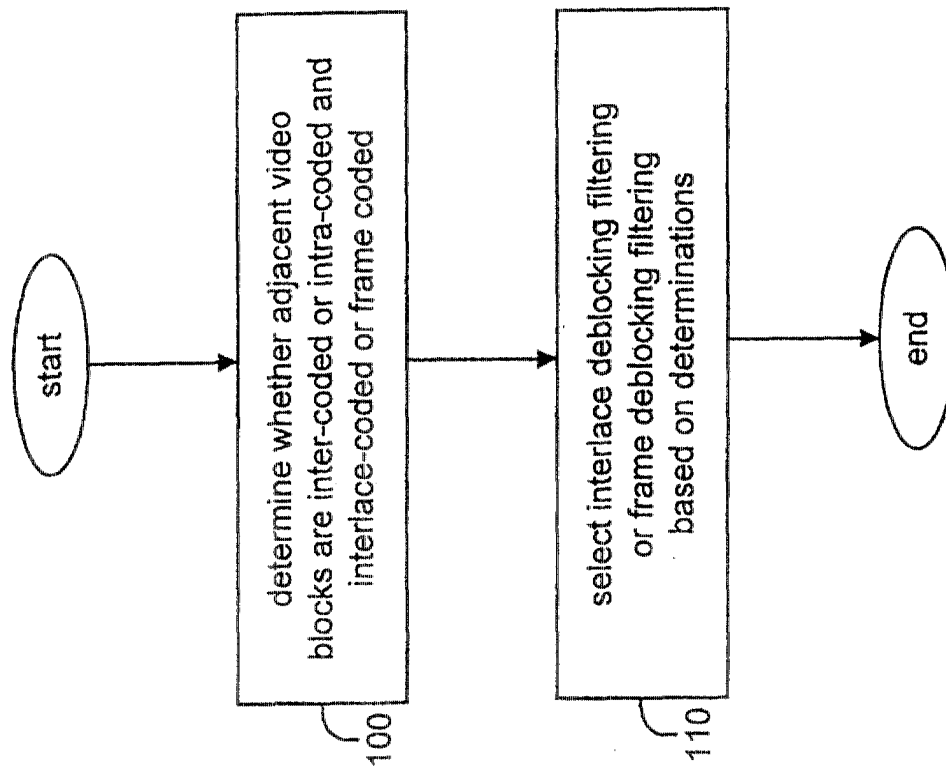 start
determine whether adjacent video
blocks are inter-coded or intra-coded and
interlace-coded or frame coded
100
select interlace deblocking filtering
or frame deblocking filtering
based on determinations
110
end